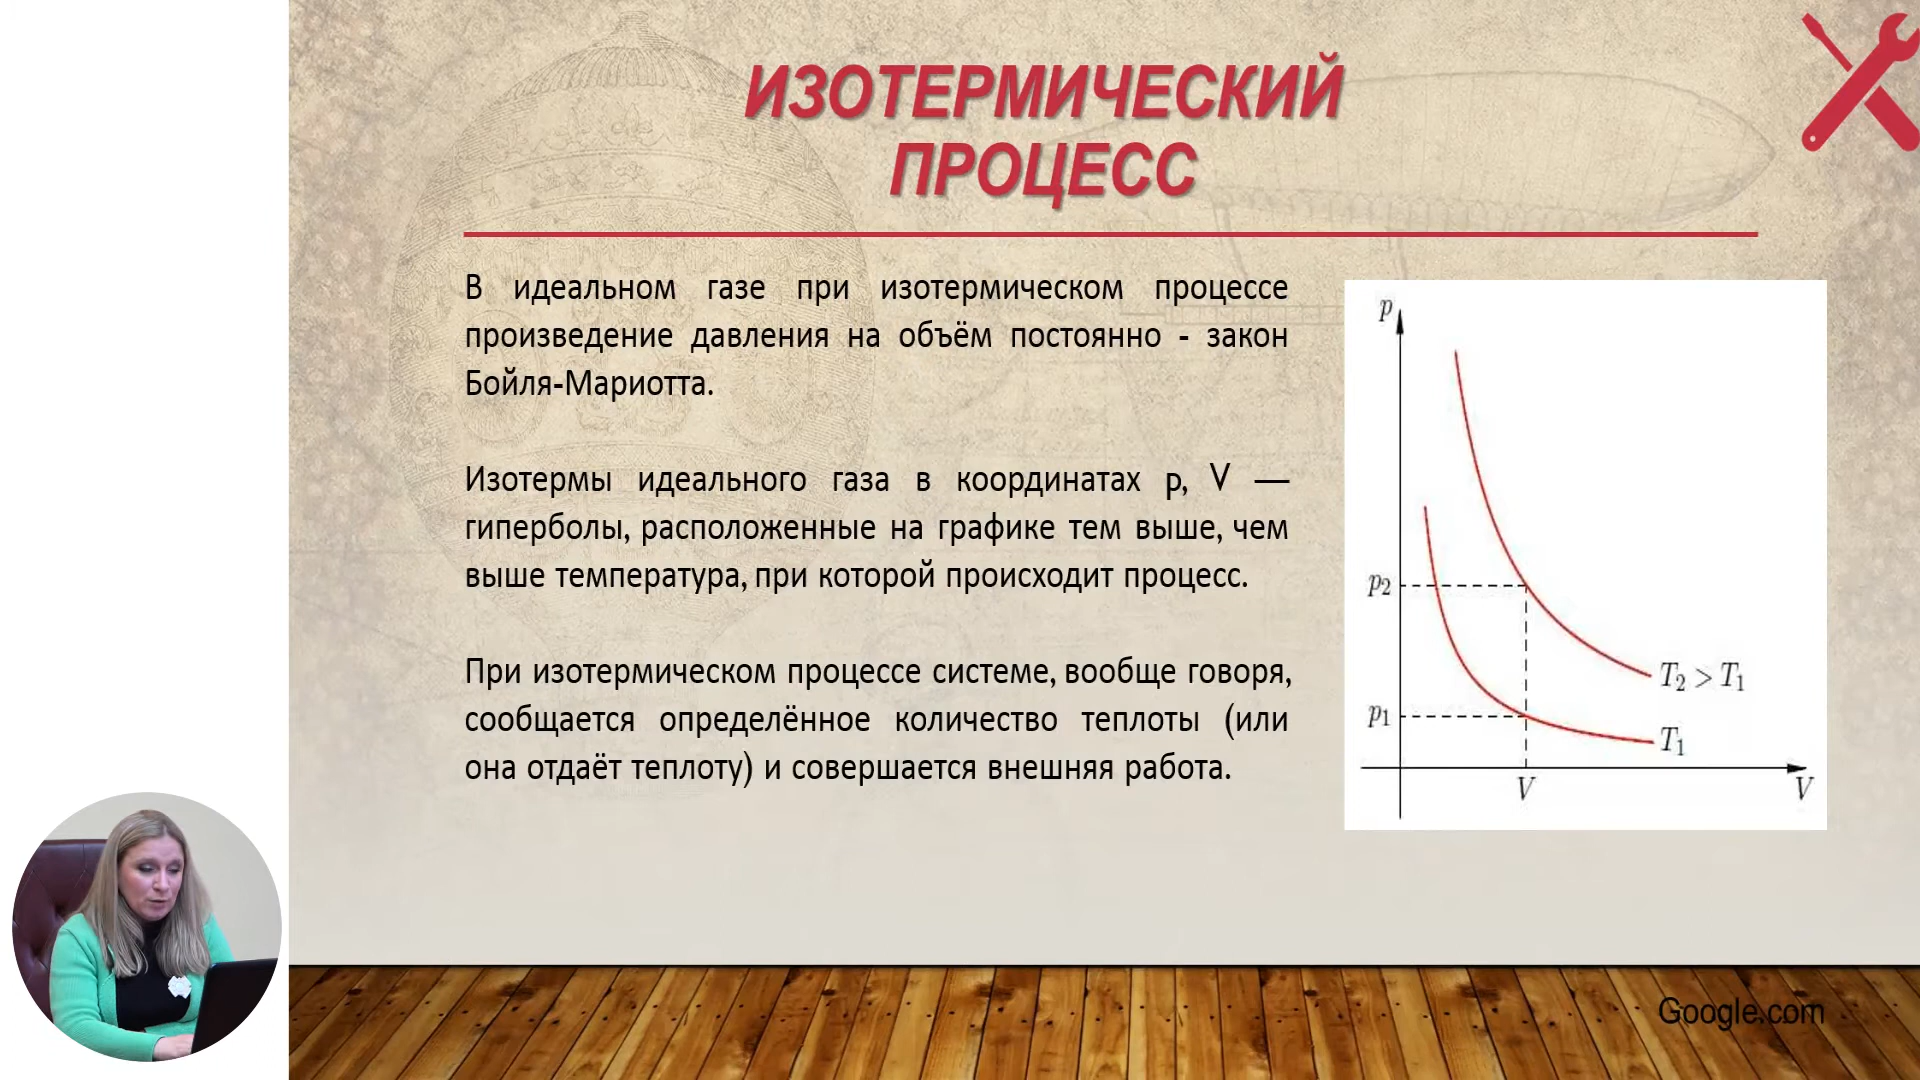 ИЗОТЕРМИЧЕСКИЙ
ПРОЦЕСС
В идеальном газе при изотермическом процессе
произведение давления на объём постоянно - закон
Бойля-Мариотта.
Изотермы идеального газа в координатах p, V —
гиперболы, расположенные на графике тем выше, чем
выше температура, при которой происходит процесс.
При изотермическом процессе системе, вообще говоря,
сообщается определённое количество теплоты (или
она отдаёт теплоту) и совершается внешняя работа.
p
p₂
p₁
T₂ > T₁
T₁
V
V
Google.com